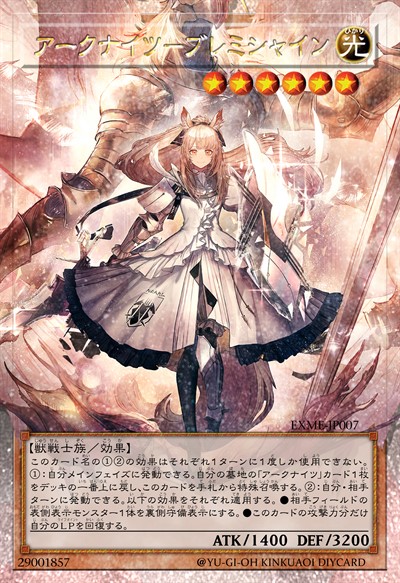 アークナイツーブレミシャイン
光
EXMF-JP007
【獣戦士族／効果】
このカード名の①②の効果はそれぞれ1ターンに1度しか使用できない。
①：自分メインフェイズに発動できる。自分の墓地の「アークナイツ」カード1枚
をデッキの一番上に戻し、このカードを手札から特殊召喚する。②：自分・相手
ターンに発動できる。以下の効果をそれぞれ適用する。●相手フィールドの
表側表示モンスター1体を裏側守備表示にする。●このカードの攻撃力分だけ
自分のLPを回復する。
ATK/1400 DEF/3200
29001857
@YU-GI-OH.KINKUAOI DIYCARD